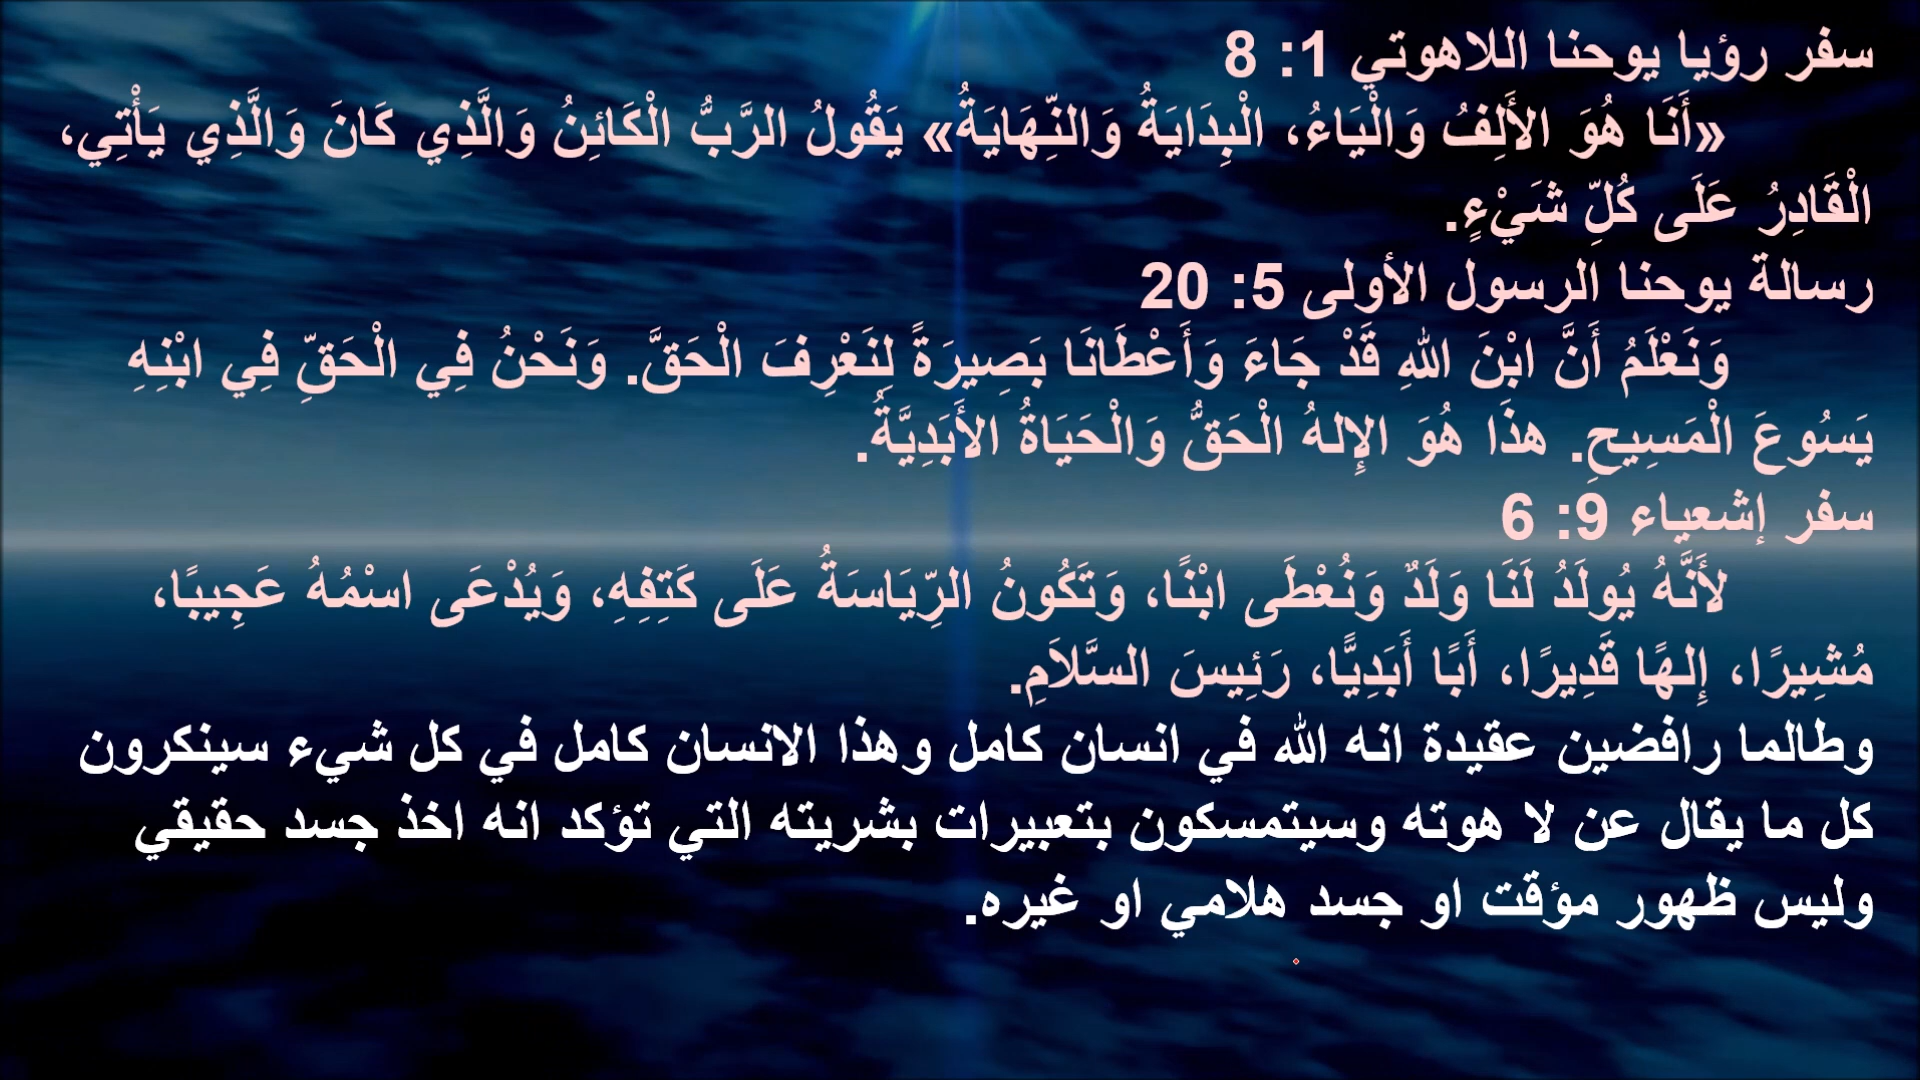 سفر رؤيا يوحنا اللاهوتي 1: 8
«أَنَا هُوَ الأَلِفُ وَالْيَاءُ، الْبِدَايَةُ وَالنِّهَايَةُ» يَقُولُ الرَّبُّ الْكَائِنُ وَالَّذِي كَانَ وَالَّذِي يَأْتِي،
الْقَادِرُ عَلَى كُلِّ شَيْءٍ.
رسالة يوحنا الرسول الأولى 5: 20
وَنَعْلَمُ أَنَّ ابْنَ اللهِ قَدْ جَاءَ وَأَعْطَانَا بَصِيرَةً لِنَعْرِفَ الْحَقَّ. وَنَحْنُ فِي الْحَقِّ فِي ابْنِهِ
يَسُوعَ الْمَسِيحِ. هذَا هُوَ الإِلهُ الْحَقُّ وَالْحَيَاةُ الأَبَدِيَّةُ.
سفر إشعياء 9: 6
لأَنَّهُ يُولَدُ لَنَا وَلَدٌ وَنُعْطَى ابْنًا، وَتَكُونُ الرِّيَاسَةُ عَلَى كَتِفِهِ، وَيُدْعَى اسْمُهُ عَجِيبًا،
مُشِيرًا، إِلهًا قَدِيرًا، أَبًا أَبَدِيًّا، رَئِيسَ السَّلاَمِ.
وطالما رافضين عقيدة انه الله في انسان كامل وهذا الانسان كامل في كل شيء سينكرون
كل ما يقال عن لا هوته وسيتمسكون بتعبيرات بشريته التي تؤكد انه اخذ جسد حقيقي
وليس ظهور مؤقت او جسد هلامي او غيره.